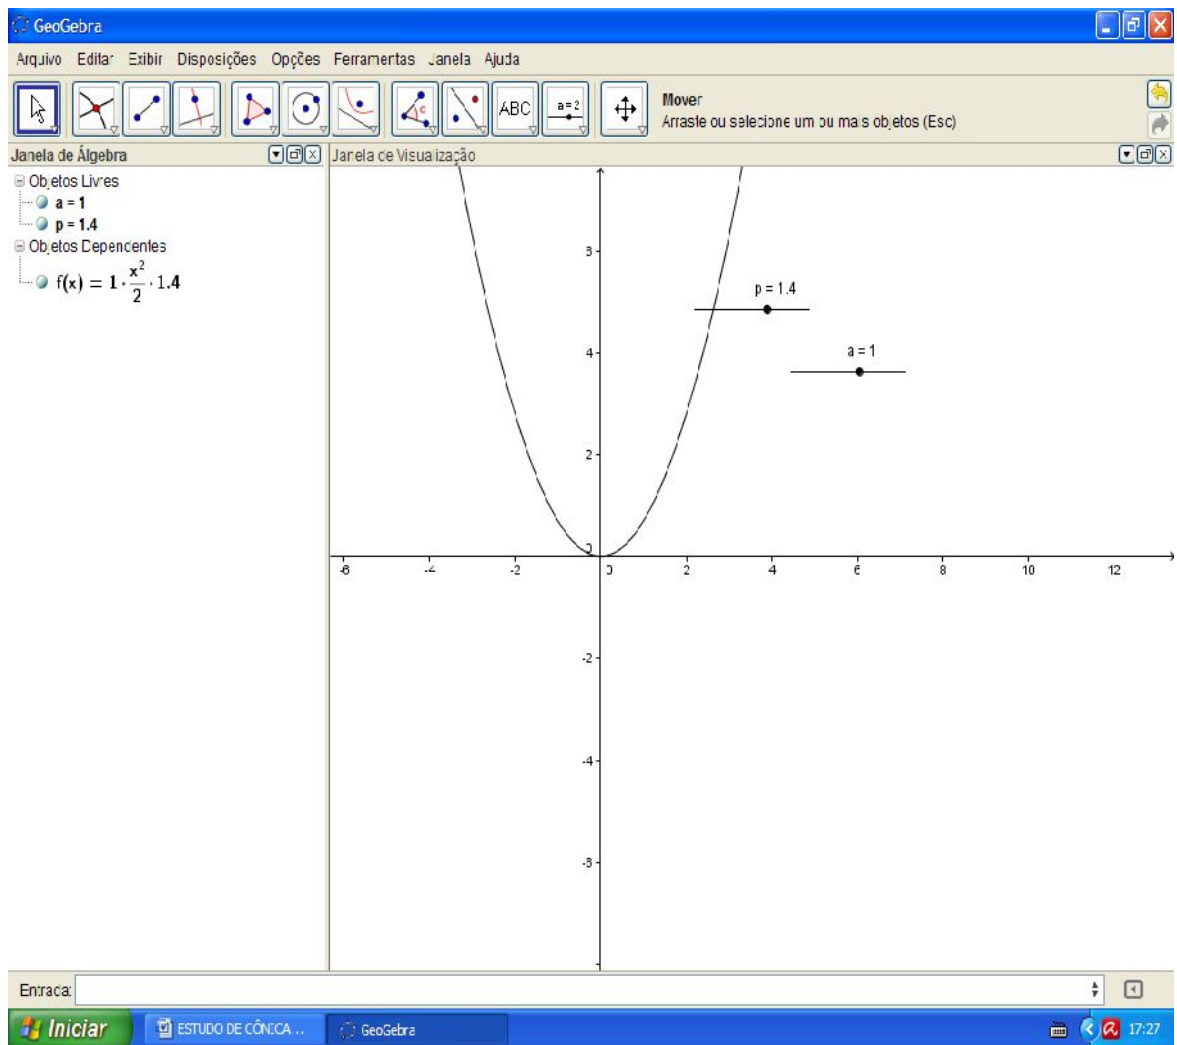 GeoGebra
Arquivo Editar Exibir Disposições Opções Ferramentas Janela Ajuda
ABC
a=2
Mover
Arraste ou selecione um ou mais objetos (Esc)
Janela de Álgebra
Janela de Visualização
Objetos Livres
a = 1
p = 1.4
Objetos Dependentes
f(x) = 1 · x²/2 · 1.4
p = 1.4
a = 1
6
4
2
0
-6 -4 -2 0 2 4 6 8 10 12
-2
-4
-6
Entrada:
Iniciar
ESTUDO DE CÔNICA ...
GeoGebra
17:27